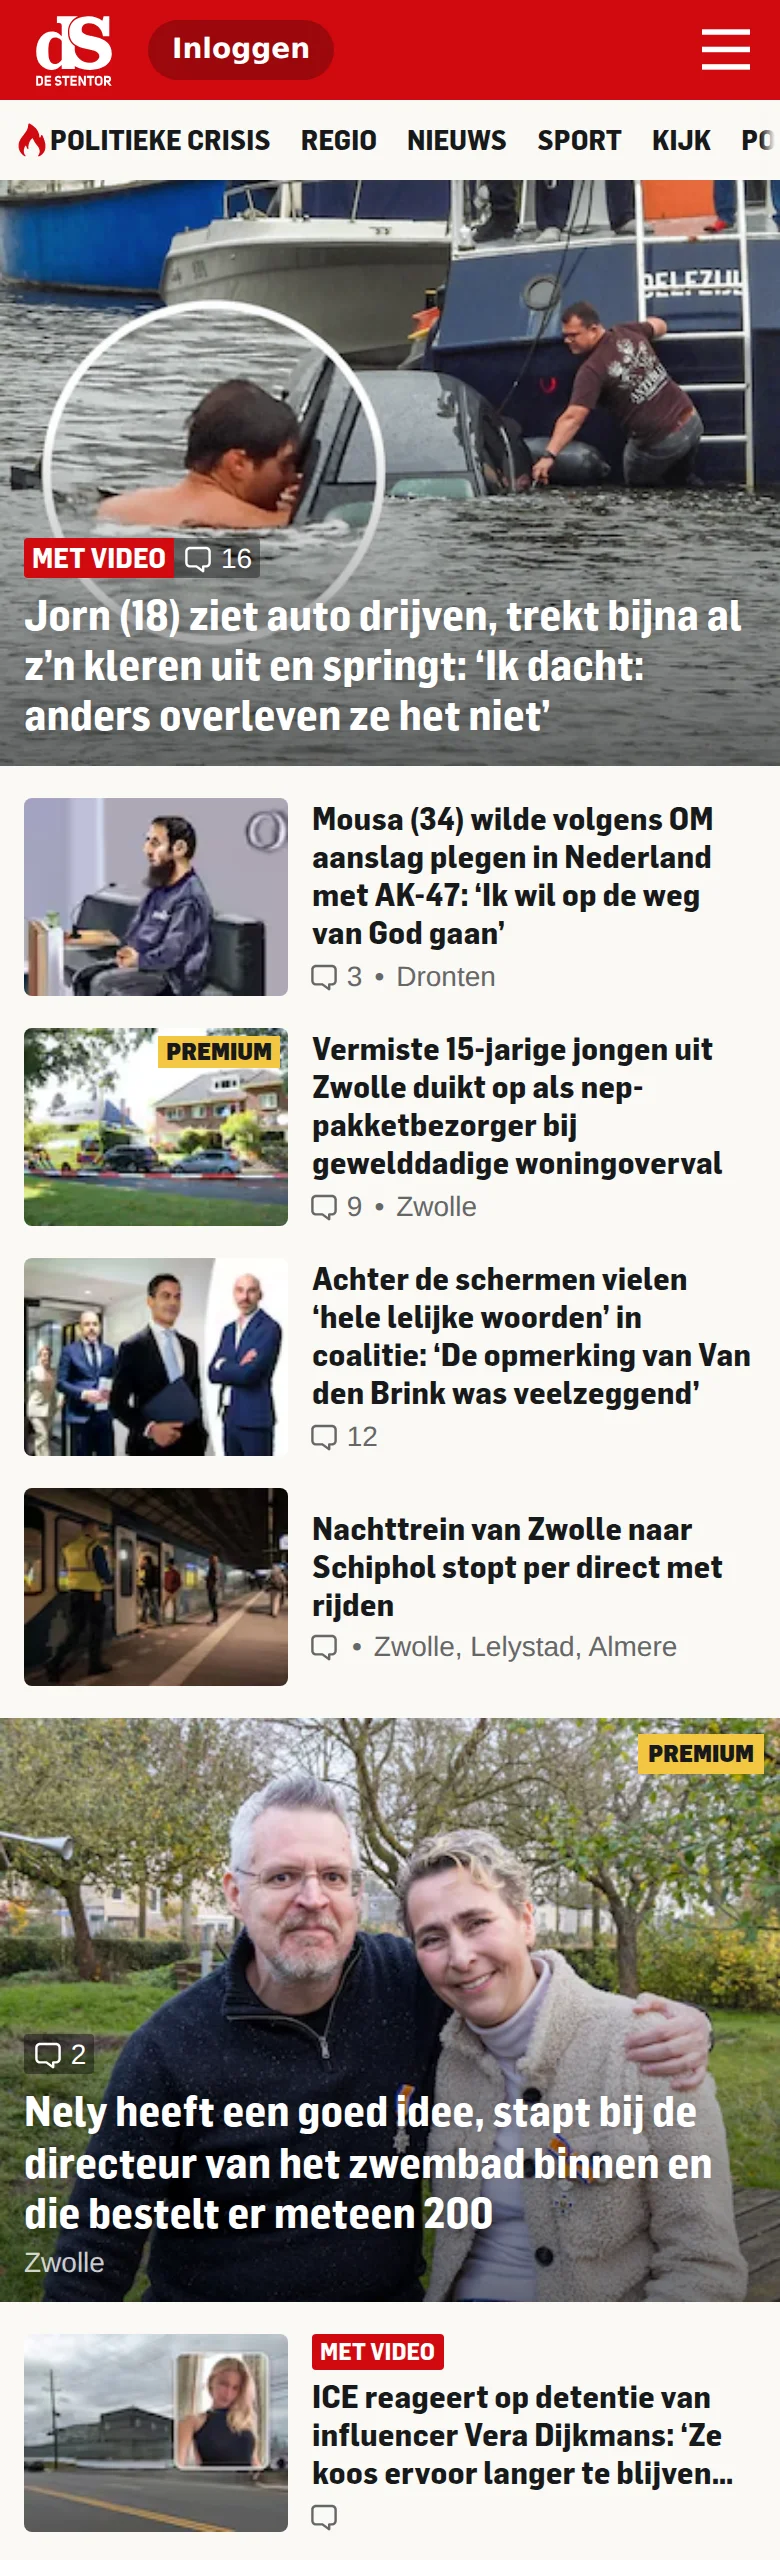 dS
DE STENTOR
Inloggen
POLITIEKE CRISIS REGIO NIEUWS SPORT KIJK PO
DELFZIJL
MET VIDEO 16
Jorn (18) ziet auto drijven, trekt bijna al
z’n kleren uit en springt: ‘Ik dacht:
anders overleven ze het niet’
Mousa (34) wilde volgens OM
aanslag plegen in Nederland
met AK-47: ‘Ik wil op de weg
van God gaan’
3 • Dronten
PREMIUM
Vermiste 15-jarige jongen uit
Zwolle duikt op als nep-
pakketbezorger bij
gewelddadige woningoverval
9 • Zwolle
Achter de schermen vielen
‘hele lelijke woorden’ in
coalitie: ‘De opmerking van Van
den Brink was veelzeggend’
12
Nachttrein van Zwolle naar
Schiphol stopt per direct met
rijden
• Zwolle, Lelystad, Almere
PREMIUM
2
Nely heeft een goed idee, stapt bij de
directeur van het zwembad binnen en
die bestelt er meteen 200
Zwolle
MET VIDEO
ICE reageert op detentie van
influencer Vera Dijkmans: ‘Ze
koos ervoor langer te blijven...